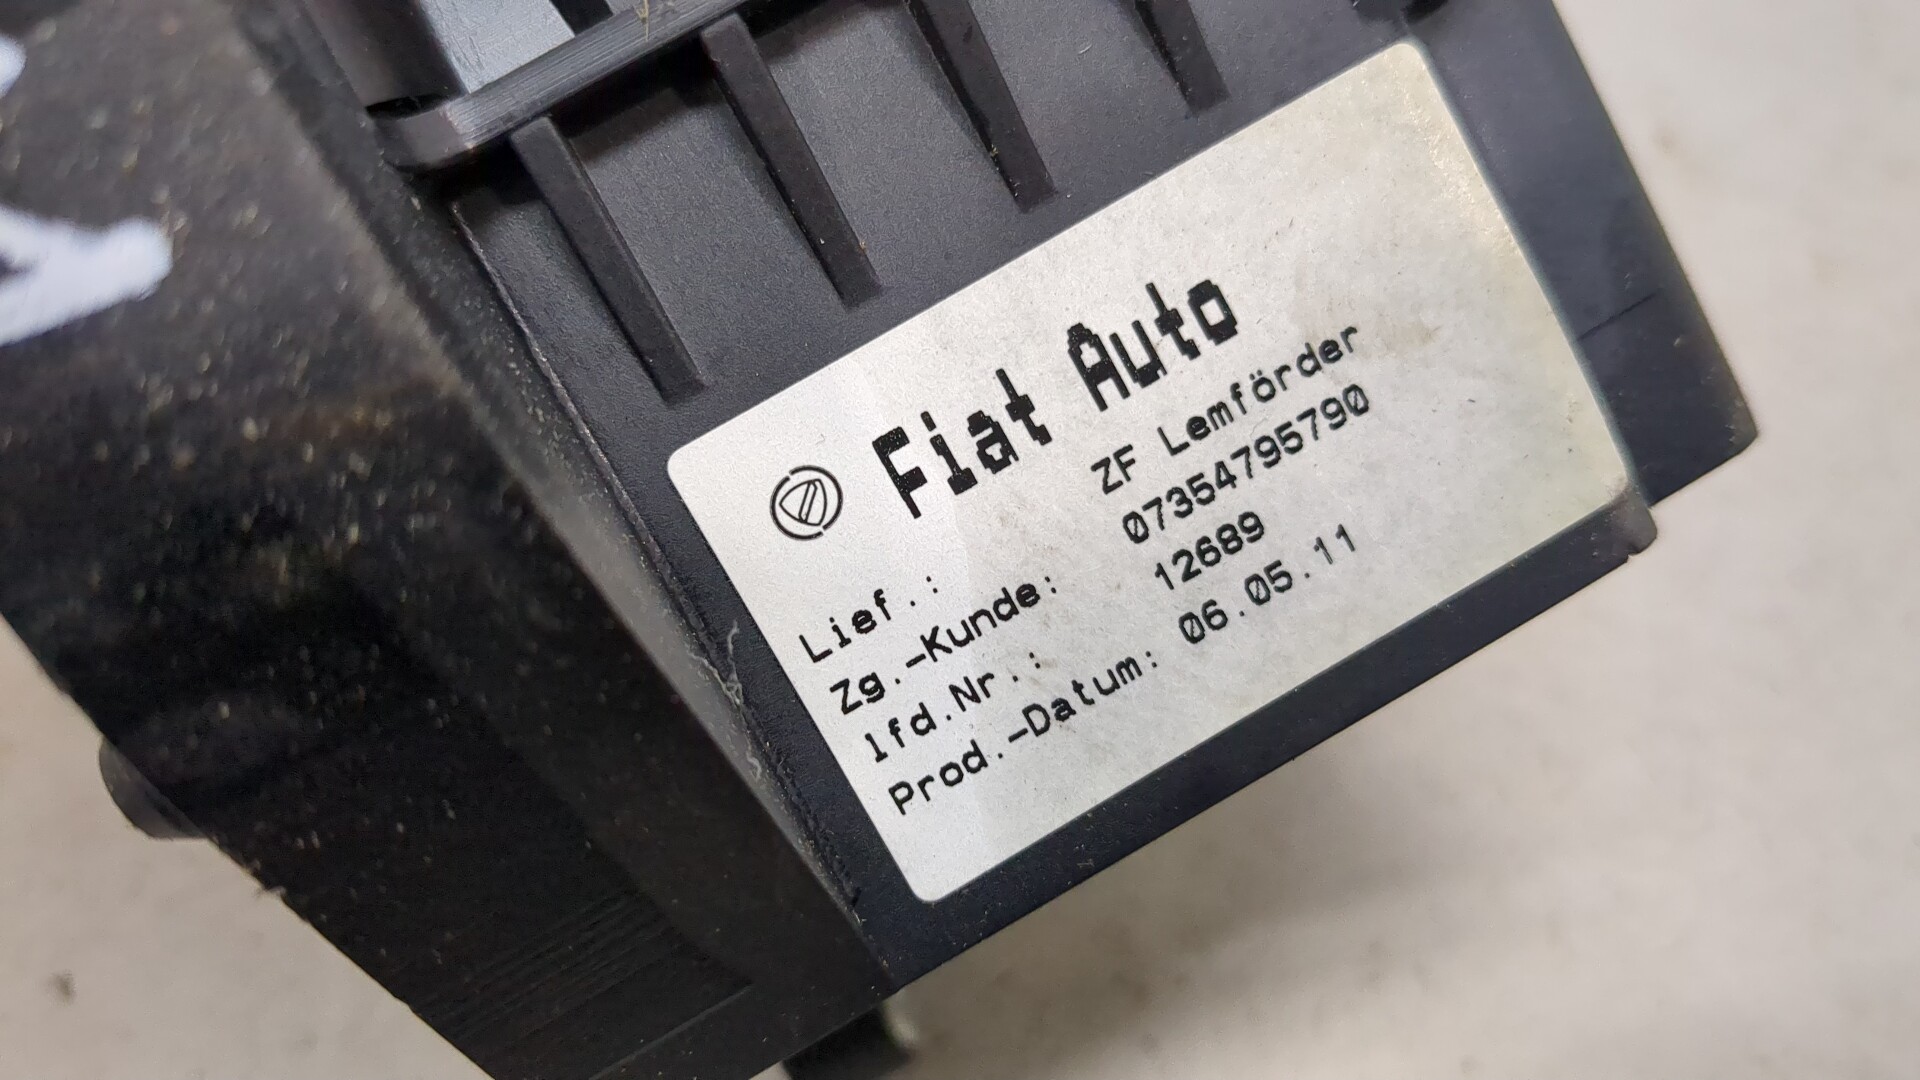 Fiat Auto
Lief.: ZF Lemförder
Zg.-Kunde: 07354795790
lfd.Nr.: 12689
Prod.-Datum: 06.05.11